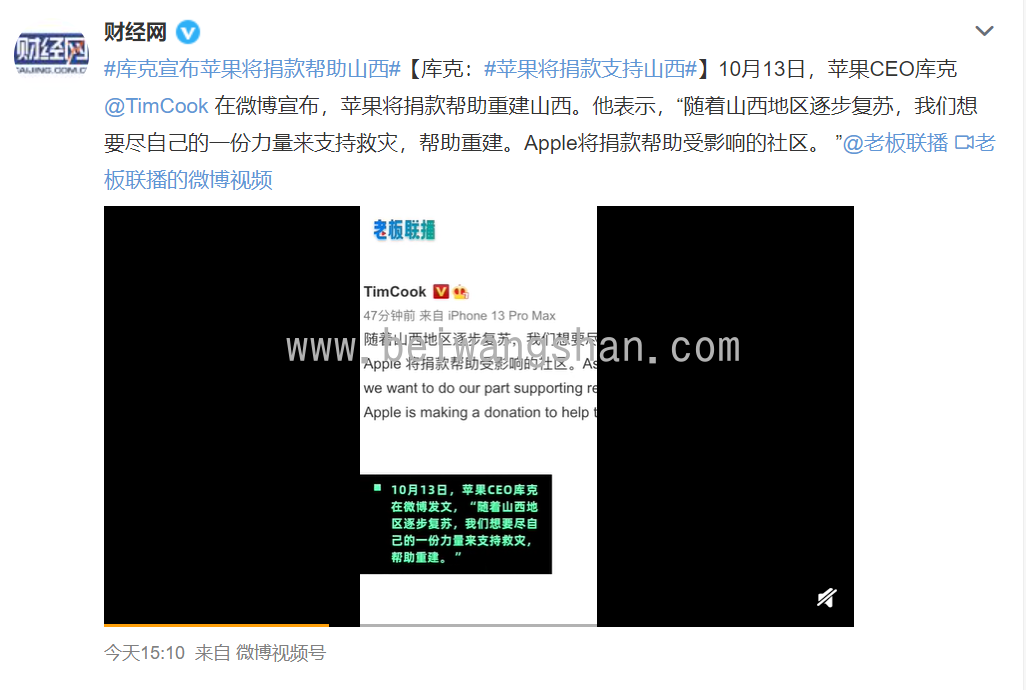 财经网
财经网
CAIJING.COM.CN
#库克宣布苹果将捐款帮助山西#【库克：#苹果将捐款支持山西#】10月13日，苹果CEO库克
@TimCook 在微博宣布，苹果将捐款帮助重建山西。他表示，“随着山西地区逐步复苏，我们想
要尽自己的一份力量来支持救灾，帮助重建。Apple将捐款帮助受影响的社区。 ”@老板联播 老
板联播的微博视频
老板联播
TimCook
47分钟前 来自 iPhone 13 Pro Max
随着山西地区逐步复苏，我们想要尽
www.beiwangshan.com
Apple 将捐款帮助受影响的社区。As
we want to do our part supporting re
Apple is making a donation to help t
10月13日，苹果CEO库克
在微博发文，“随着山西地
区逐步复苏，我们想要尽自
己的一份力量来支持救灾，
帮助重建。”
今天15:10 来自 微博视频号